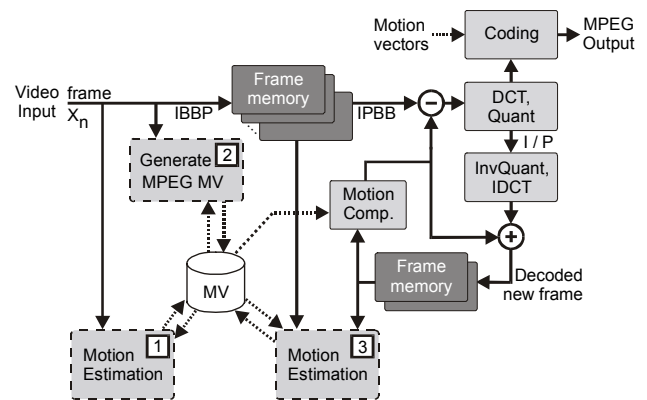 Motion
vectors
Coding
MPEG
Output
Video
Input
frame
Xn
IBBP
Frame
memory
IPBB
−
DCT,
Quant
I / P
Generate
MPEG MV
2
InvQuant,
IDCT
Motion
Comp.
+
MV
Frame
memory
Decoded
new frame
Motion
Estimation
1
Motion
Estimation
3